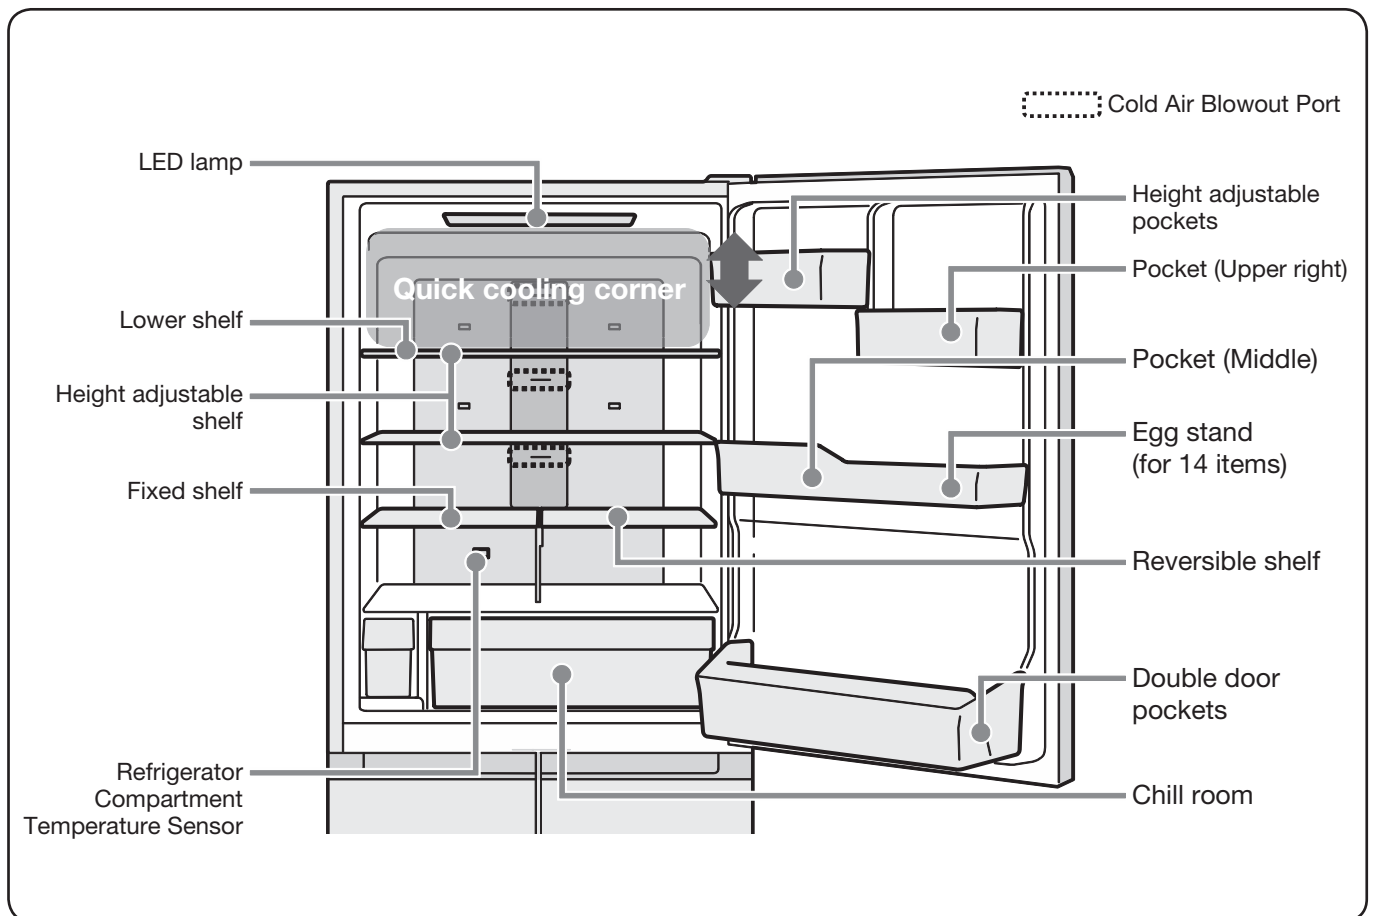 Cold Air Blowout Port
LED lamp
Height adjustable
pockets
Pocket (Upper right)
Quick cooling corner
Lower shelf
Pocket (Middle)
Height adjustable
shelf
Egg stand
(for 14 items)
Fixed shelf
Reversible shelf
Double door
pockets
Refrigerator
Compartment
Temperature Sensor
Chill room